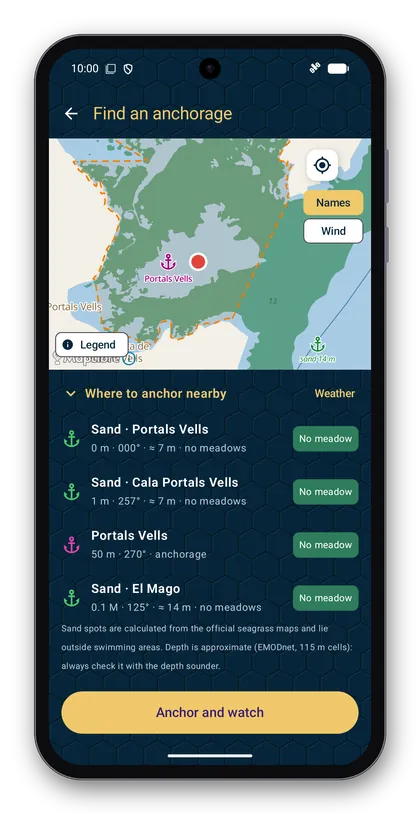 10:00
Find an anchorage
Names
Wind
Portals Vells
Portals Vells
12
Legend
Sand 14 m
Where to anchor nearby
Weather
Sand · Portals Vells
0 m · 000° · ≈ 7 m · no meadows
No meadow
Sand · Cala Portals Vells
1 m · 257° · ≈ 7 m · no meadows
No meadow
Portals Vells
50 m · 270° · anchorage
No meadow
Sand · El Mago
0.1 M · 125° · ≈ 14 m · no meadows
No meadow
Sand spots are calculated from the official seagrass maps and lie
outside swimming areas. Depth is approximate (EMODnet, 115 m cells):
always check it with the depth sounder.
Anchor and watch